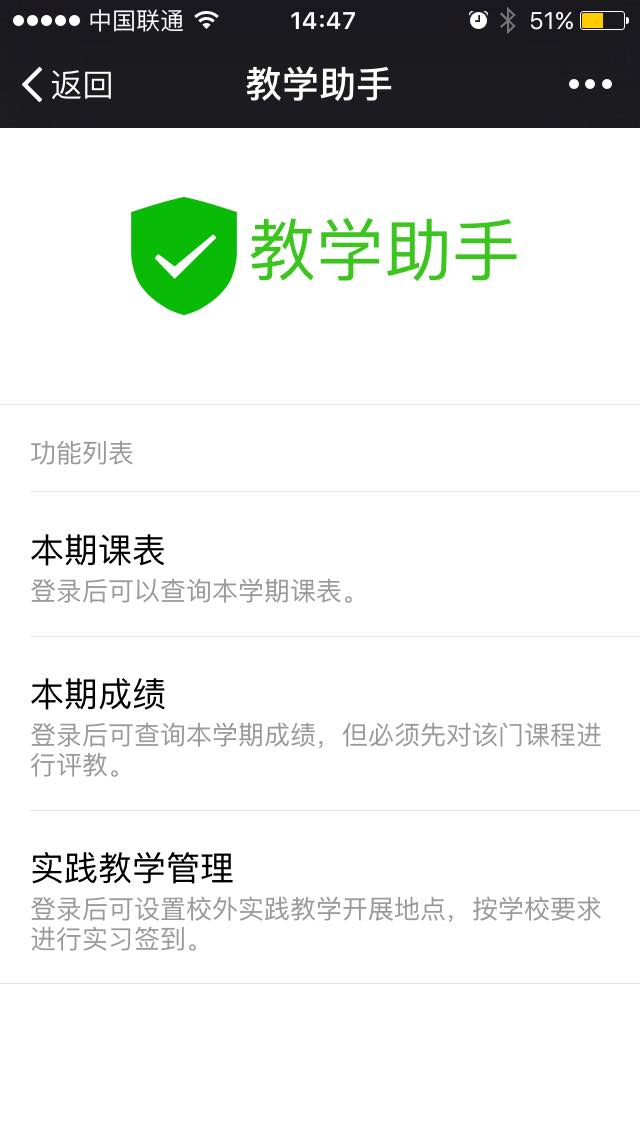 中国联通 14:47 51%
返回 教学助手
教学助手
功能列表
本期课表
登录后可以查询本学期课表。
本期成绩
登录后可查询本学期成绩，但必须先对该门课程进
行评教。
实践教学管理
登录后可设置校外实践教学开展地点，按学校要求
进行实习签到。